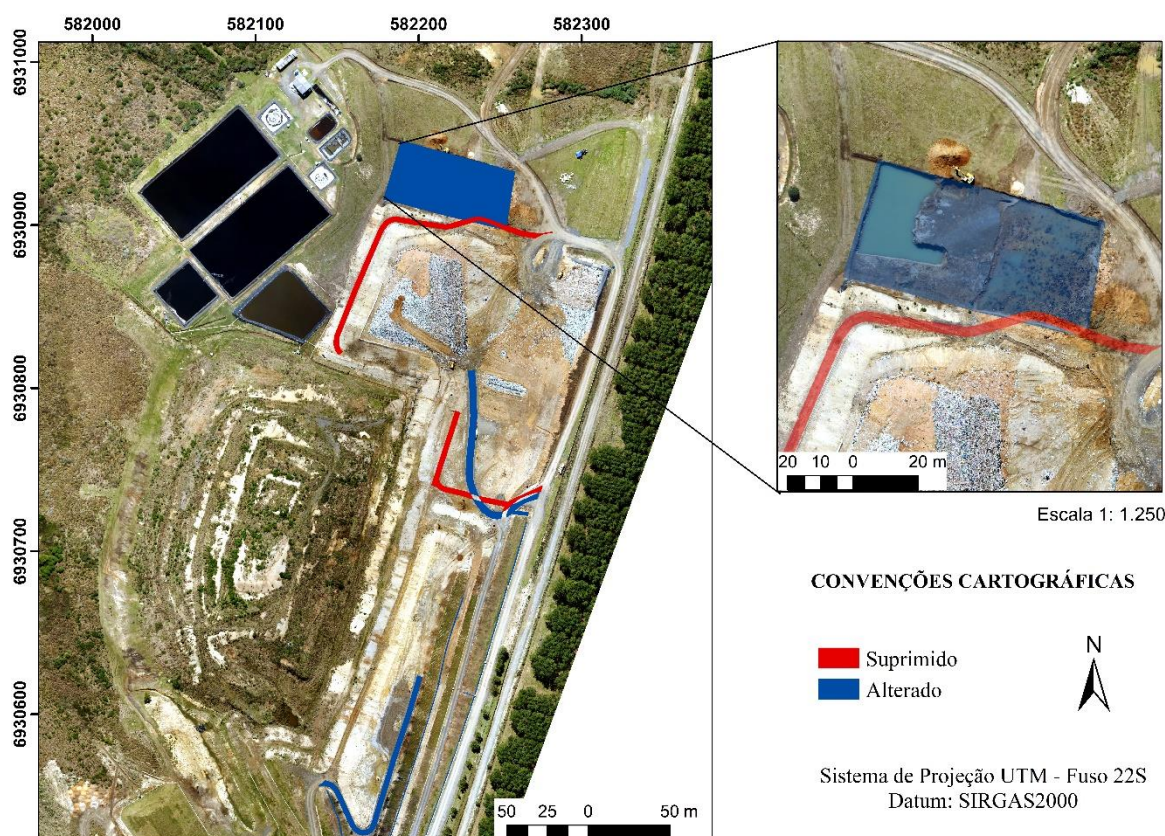 582000 582100 582200 582300
6931000
6930900
6930800
6930700
6930600
50 25 0 50 m
20 10 0 20 m
Escala 1: 1.250
CONVENÇÕES CARTOGRÁFICAS
Suprimido
Alterado
N
Sistema de Projeção UTM - Fuso 22S
Datum: SIRGAS2000